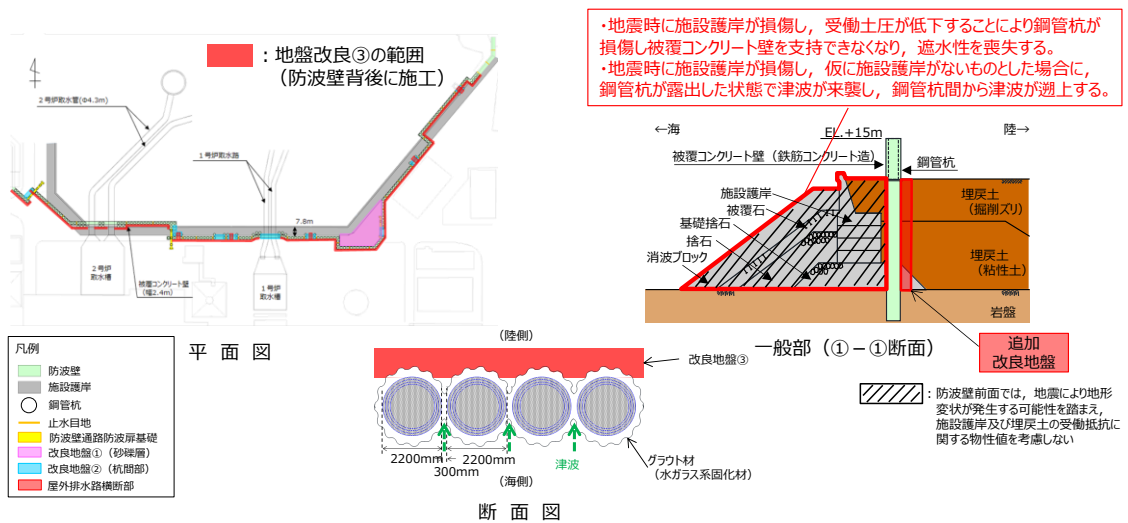 ：地盤改良③の範囲
（防波壁背後に施工）
２号炉取水管(Φ4.3m)
１号炉取水路
7.8m
２号炉
取水槽
被覆コンクリート壁
（幅2.4m）
１号炉
取水槽
平 面 図
凡例
防波壁
施設護岸
鋼管杭
止水目地
防波壁通路防波扉基礎
改良地盤①（砂礫層）
改良地盤②（杭間部）
屋外排水路横断部
・地震時に施設護岸が損傷し，受働土圧が低下することにより鋼管杭が
損傷し被覆コンクリート壁を支持できなくなり，遮水性を喪失する。
・地震時に施設護岸が損傷し，仮に施設護岸がないものとした場合に，
鋼管杭が露出した状態で津波が来襲し，鋼管杭間から津波が遡上する。
←海
陸→
EL.+15m
被覆コンクリート壁（鉄筋コンクリート造）
鋼管杭
施設護岸
被覆石
基礎捨石
捨石
消波ブロック
埋戻土
（掘削ズリ）
埋戻土
（粘性土）
岩盤
追加
改良地盤
一般部（①－①断面）
：防波壁前面では，地震により地形
変状が発生する可能性を踏まえ，
施設護岸及び埋戻土の受働抵抗に
関する物性値を考慮しない
（陸側）
改良地盤③
2200mm
300mm
2200mm
津波
グラウト材
（水ガラス系固化材）
（海側）
断 面 図